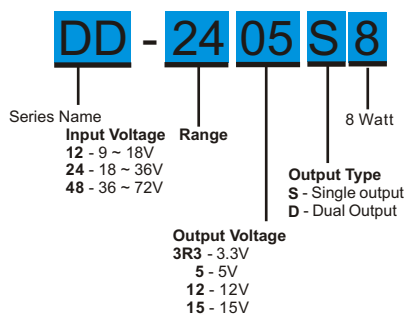 DD - 24 05 S 8
Series Name
Input Voltage Range
12 - 9 ~ 18V
24 - 18 ~ 36V
48 - 36 ~ 72V
8 Watt
Output Type
S - Single output
D - Dual Output
Output Voltage
3R3 - 3.3V
5 - 5V
12 - 12V
15 - 15V